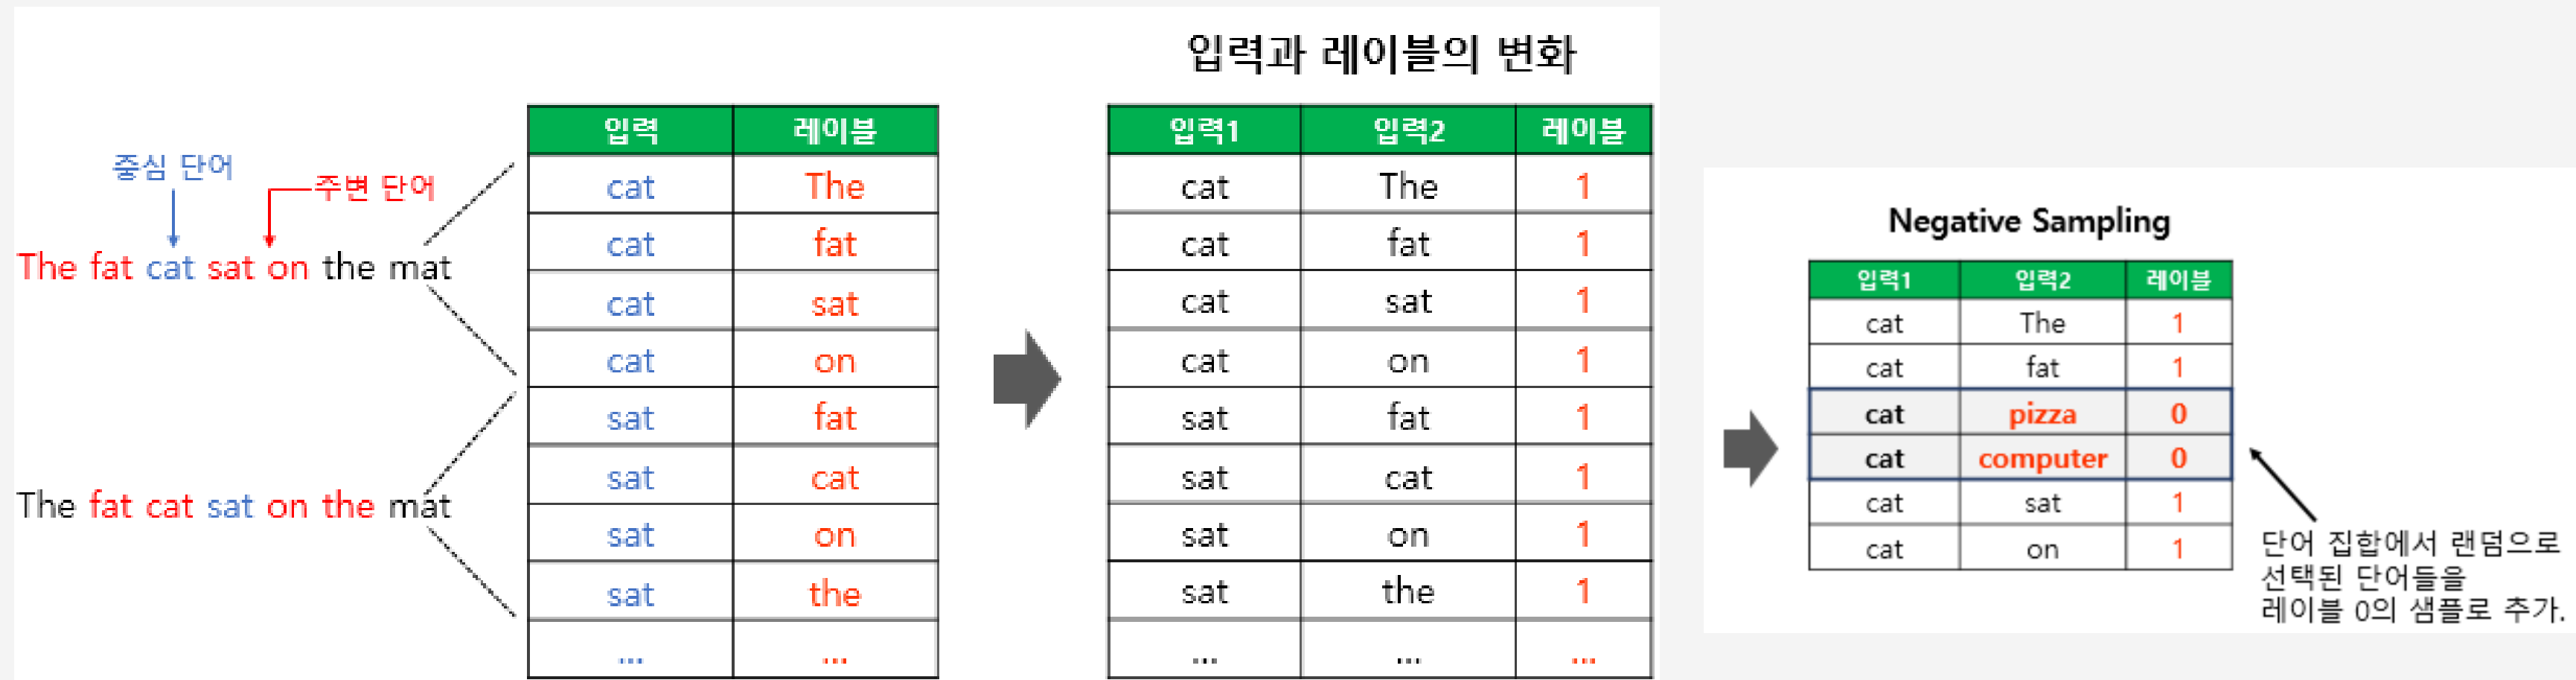 중심 단어
주변 단어
The fat cat sat on the mat
The fat cat sat on the mat
입력 레이블
cat The
cat fat
cat sat
cat on
sat fat
sat cat
sat on
sat the
... ...
입력과 레이블의 변화
입력1 입력2 레이블
cat The 1
cat fat 1
cat sat 1
cat on 1
sat fat 1
sat cat 1
sat on 1
sat the 1
... ... ...
Negative Sampling
입력1 입력2 레이블
cat The 1
cat fat 1
cat pizza 0
cat computer 0
cat sat 1
cat on 1
단어 집합에서 랜덤으로
선택된 단어들을
레이블 0의 샘플로 추가.